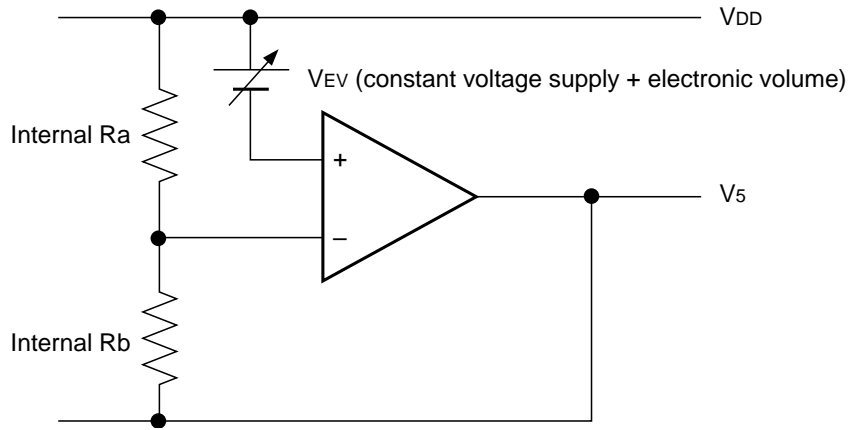 VDD
VEV (constant voltage supply + electronic volume)
Internal Ra
+
V5
–
Internal Rb